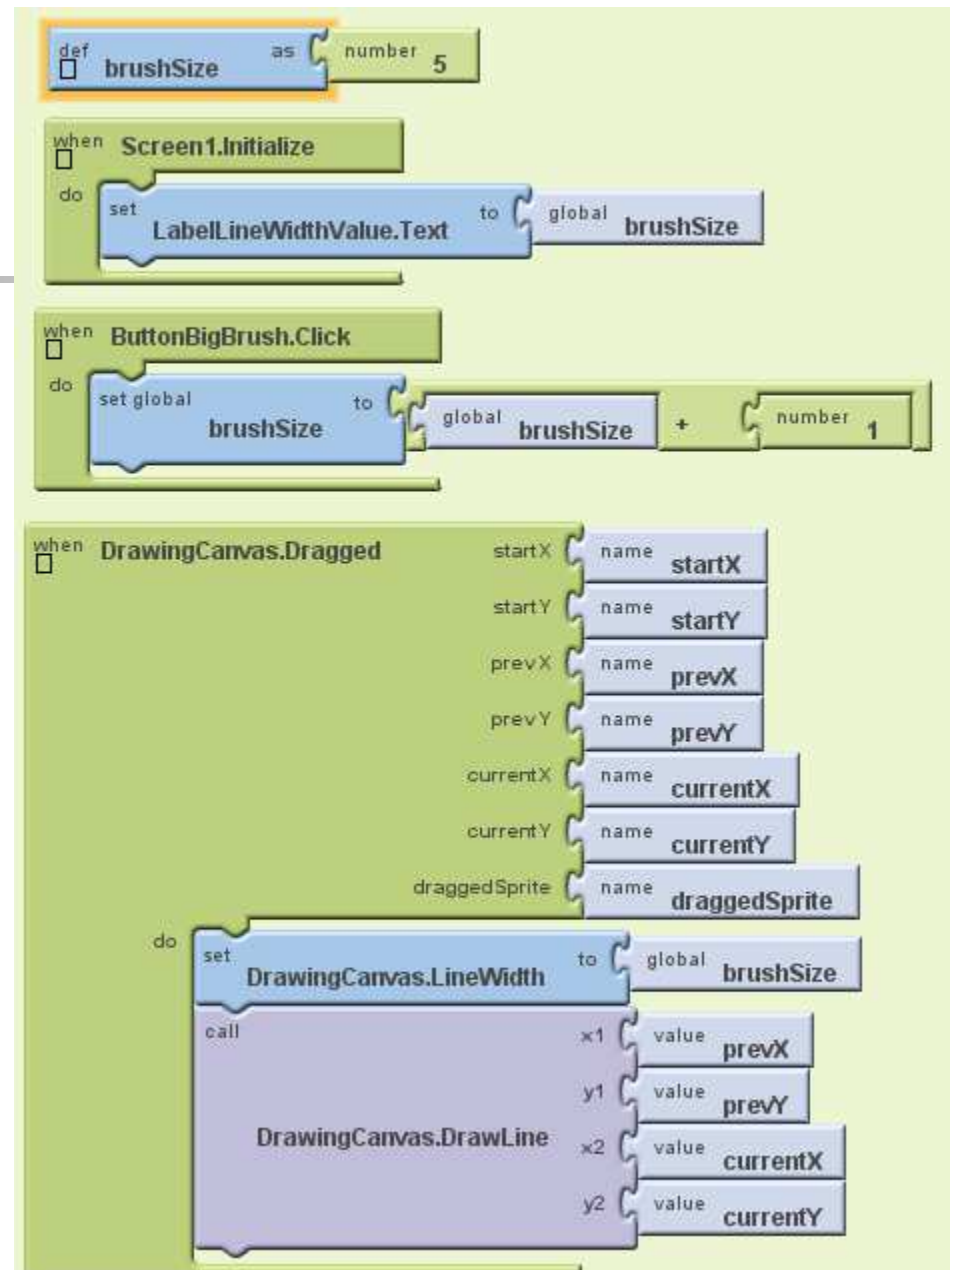 def brushSize as number 5
when Screen1.Initialize
do set LabelLineWidthValue.Text to global brushSize
when ButtonBigBrush.Click
do set global brushSize to global brushSize + number 1
when DrawingCanvas.Dragged startX name startX
startY name startY
prevX name prevX
prevY name prevY
currentX name currentX
currentY name currentY
draggedSprite name draggedSprite
do set DrawingCanvas.LineWidth to global brushSize
call x1 value prevX
y1 value prevY
DrawingCanvas.DrawLine x2 value currentX
y2 value currentY